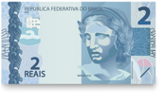 REPÚBLICA FEDERATIVA DO BRASIL
2
2
REAIS